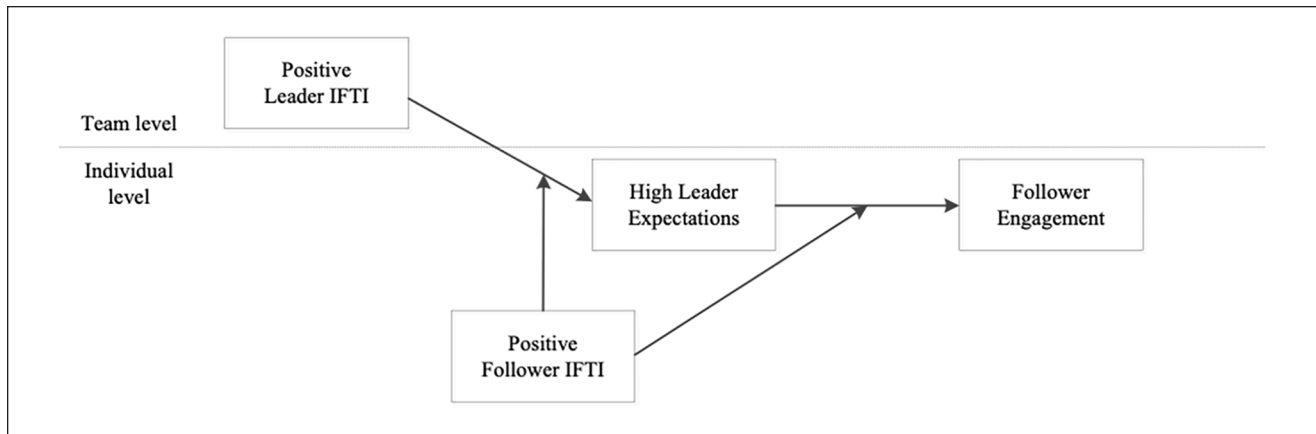 Positive
Leader IFTI
Team level
Individual
level
High Leader
Expectations
Follower
Engagement
Positive
Follower IFTI